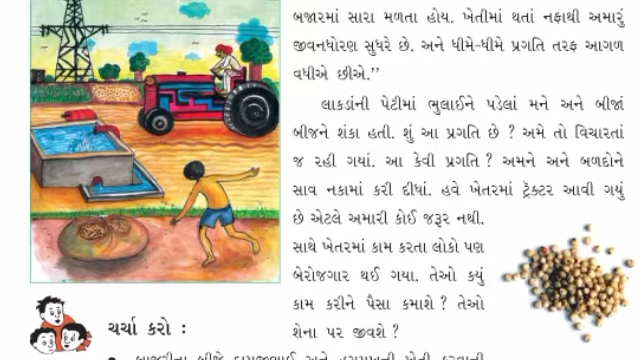 બજારમાં સારા મળતા હોય. ખેતીમાં થતાં નફાથી અમારું
જીવનધોરણ સુધરે છે. અને ધીમે-ધીમે પ્રગતિ તરફ આગળ
વધીએ છીએ.”
લાકડાંની પેટીમાં ભુલાઈને પડેલાં મને અને બીજાં
બીજને શંકા હતી. શું આ પ્રગતિ છે ? અમે તો વિચારતાં
જ રહી ગયાં. આ કેવી પ્રગતિ ? અમને અને બળદોને
સાવ નકામાં કરી દીધાં. હવે ખેતરમાં ટ્રૅક્ટર આવી ગયું
છે એટલે અમારી કોઈ જરૂર નથી.
સાથે ખેતરમાં કામ કરતા લોકો પણ
બેરોજગાર થઈ ગયા. તેઓ કયું
કામ કરીને પૈસા કમાશે ? તેઓ
શેના પર જીવશે ?
ચર્ચા કરો :